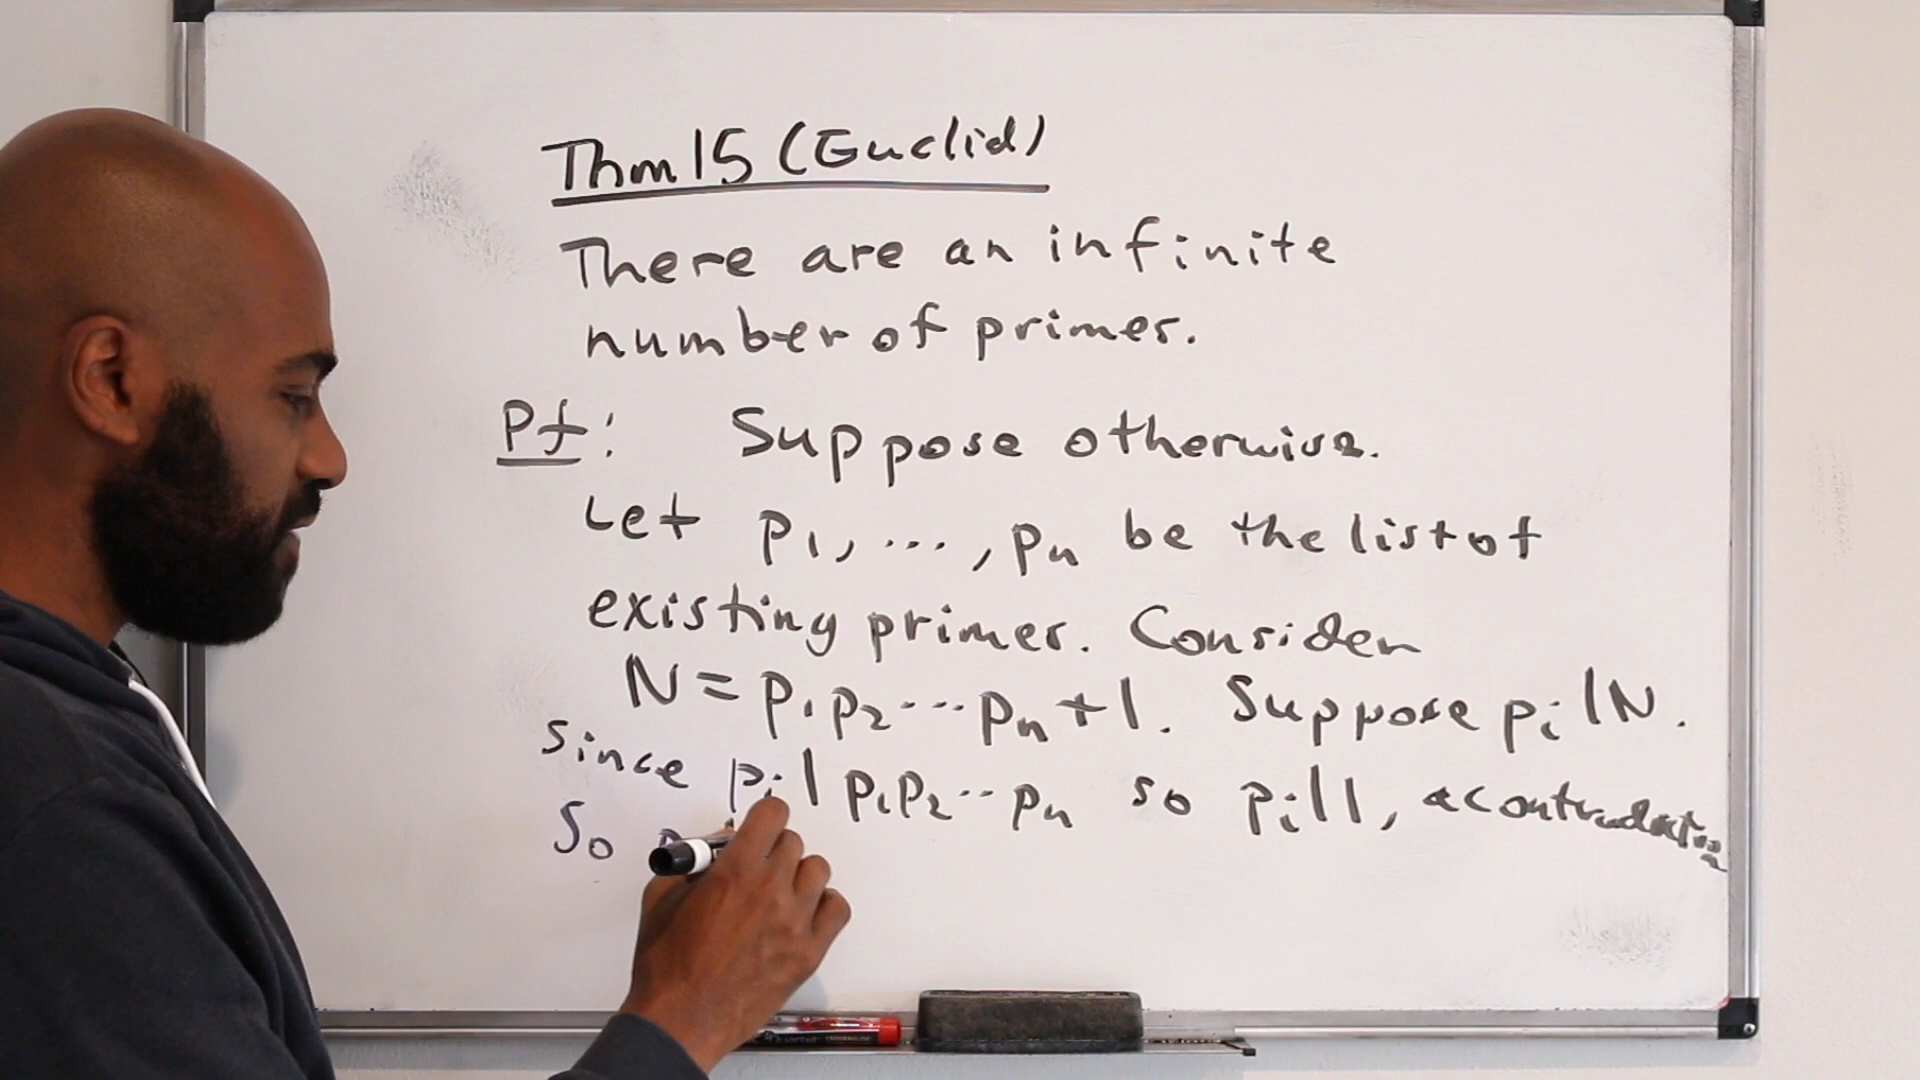 Thm 15 (Euclid)
There are an infinite
number of primes.
Pf: Suppose otherwise.
Let p₁, ..., pₙ be the list of
existing primes. Consider
N = p₁p₂...pₙ + 1. Suppose pᵢ|N.
since pᵢ|p₁p₂...pₙ so pᵢ|1, a contradiction
So